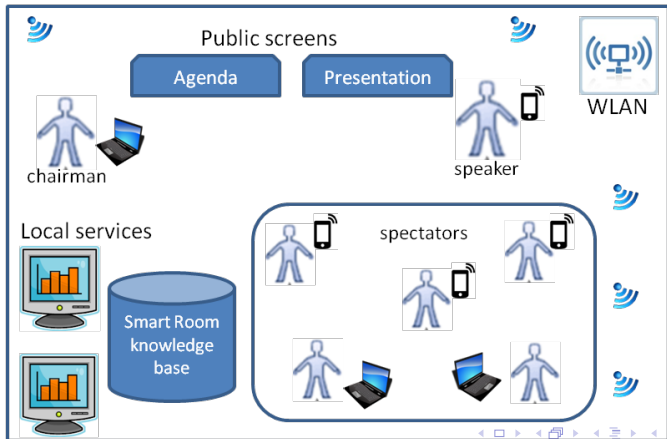 Public screens
Agenda
Presentation
WLAN
chairman
speaker
Local services
spectators
Smart Room
knowledge
base